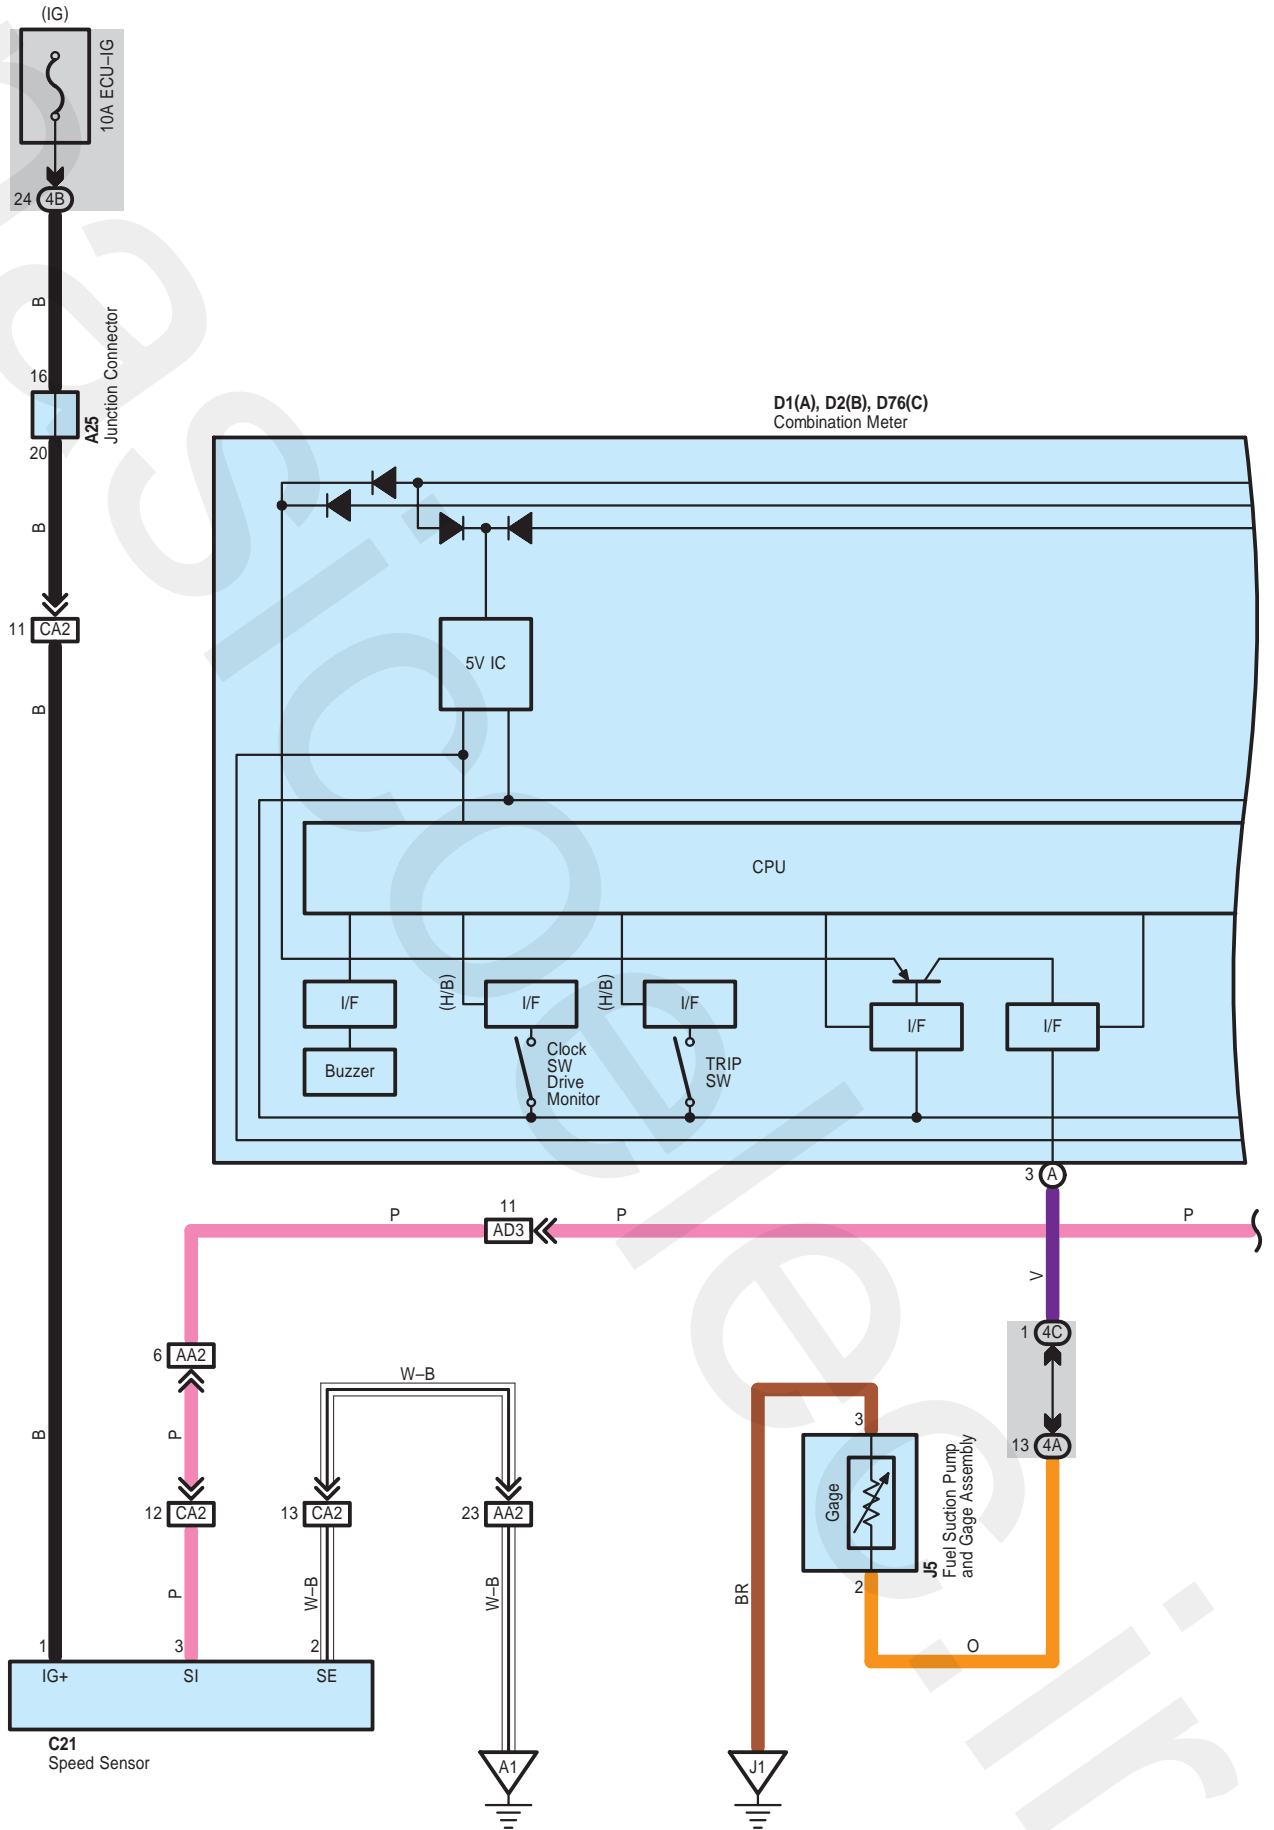 (IG)
10A ECU–IG
24 4B
B
16
A25
Junction Connector
20
B
11 CA2
B
D1(A), D2(B), D76(C)
Combination Meter
5V IC
CPU
I/F
Buzzer
(H/B)
I/F
Clock
SW
Drive
Monitor
(H/B)
I/F
TRIP
SW
I/F
I/F
3 A
P
11
AD3
P
P
V
1 4C
13 4A
6 AA2
P
12 CA2
P
W–B
13 CA2
23 AA2
W–B
W–B
B
1
3
2
IG+
SI
SE
C21
Speed Sensor
A1
3
Gage
J5
Fuel Suction Pump
and Gage Assembly
2
BR
O
J1